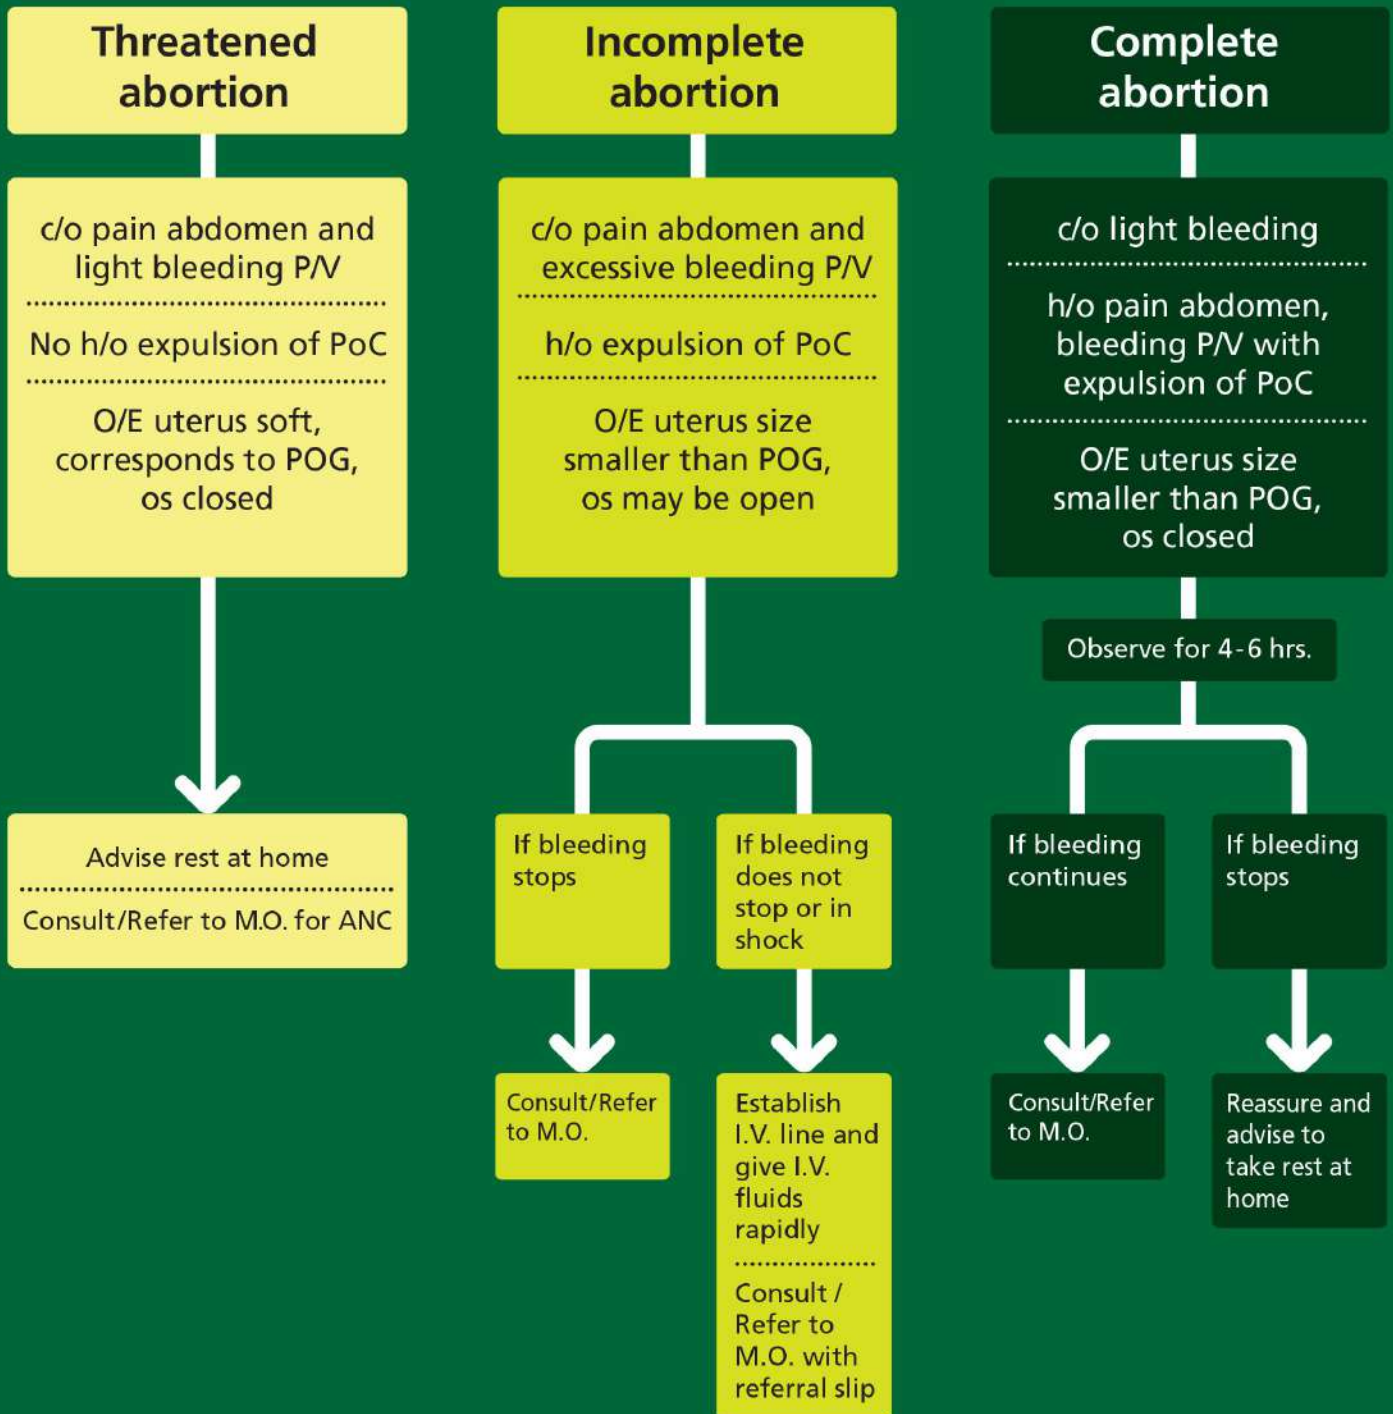 Threatened
abortion
c/o pain abdomen and
light bleeding P/V
No h/o expulsion of PoC
O/E uterus soft,
corresponds to POG,
os closed
Advise rest at home
Consult/Refer to M.O. for ANC
Incomplete
abortion
c/o pain abdomen and
excessive bleeding P/V
h/o expulsion of PoC
O/E uterus size
smaller than POG,
os may be open
If bleeding
stops
Consult/Refer
to M.O.
If bleeding
does not
stop or in
shock
Establish
I.V. line and
give I.V.
fluids
rapidly
Consult /
Refer to
M.O. with
referral slip
Complete
abortion
c/o light bleeding
h/o pain abdomen,
bleeding P/V with
expulsion of PoC
O/E uterus size
smaller than POG,
os closed
Observe for 4-6 hrs.
If bleeding
continues
Consult/Refer
to M.O.
If bleeding
stops
Reassure and
advise to
take rest at
home